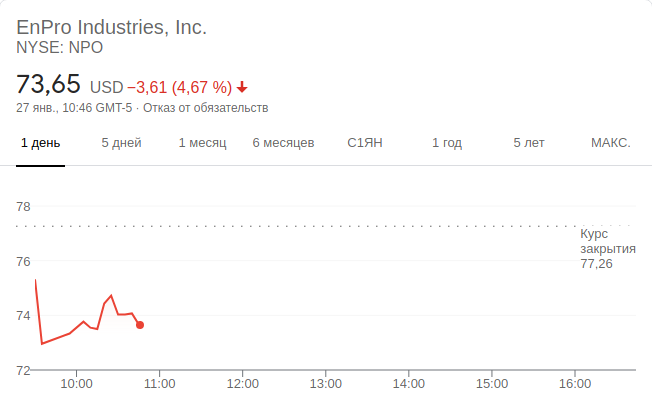 EnPro Industries, Inc.
NYSE: NPO
73,65 USD −3,61 (4,67 %)
27 янв., 10:46 GMT-5 · Отказ от обязательств
1 день 5 дней 1 месяц 6 месяцев С1ЯН 1 год 5 лет МАКС.
78
Курс
закрытия
76
77,26
74
72
10:00 11:00 12:00 13:00 14:00 15:00 16:00